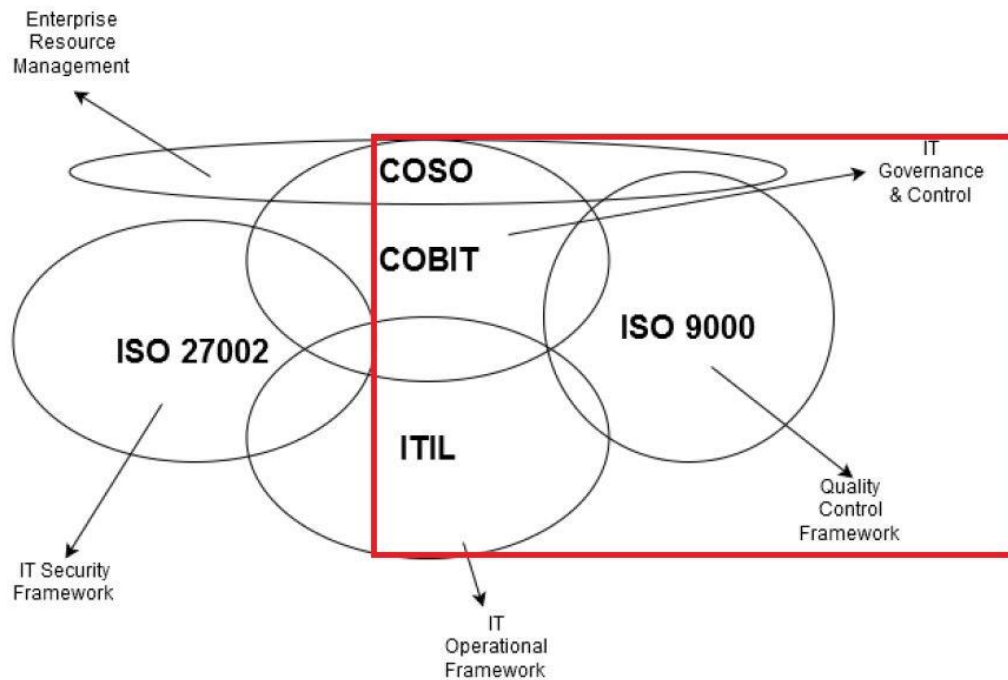 Enterprise
Resource
Management
COSO
IT
Governance
& Control
COBIT
ISO 27002
ISO 9000
ITIL
Quality
Control
Framework
IT Security
Framework
IT
Operational
Framework